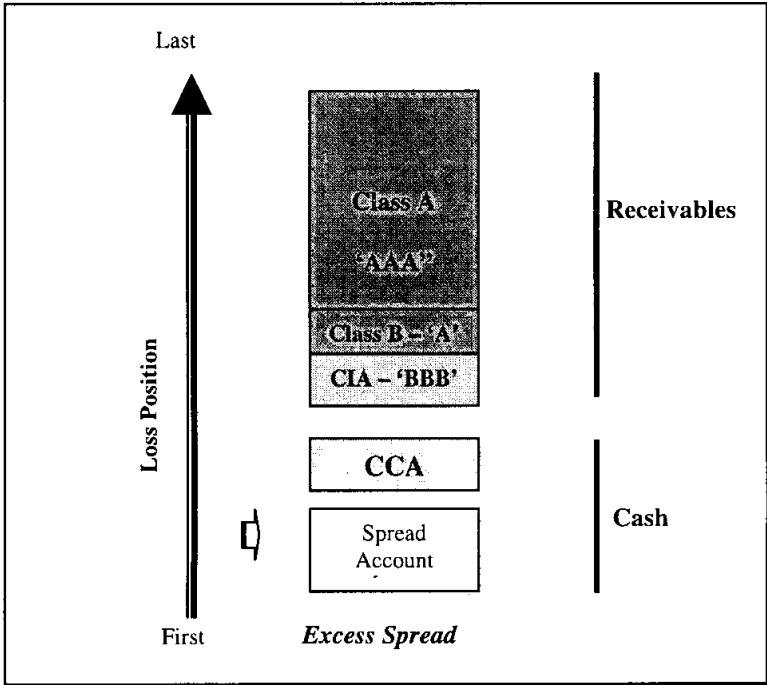 Last
Class A
'AAA"
Receivables
Class B – 'A'
CIA – 'BBB'
Loss Position
CCA
Cash
Spread
Account
First
Excess Spread